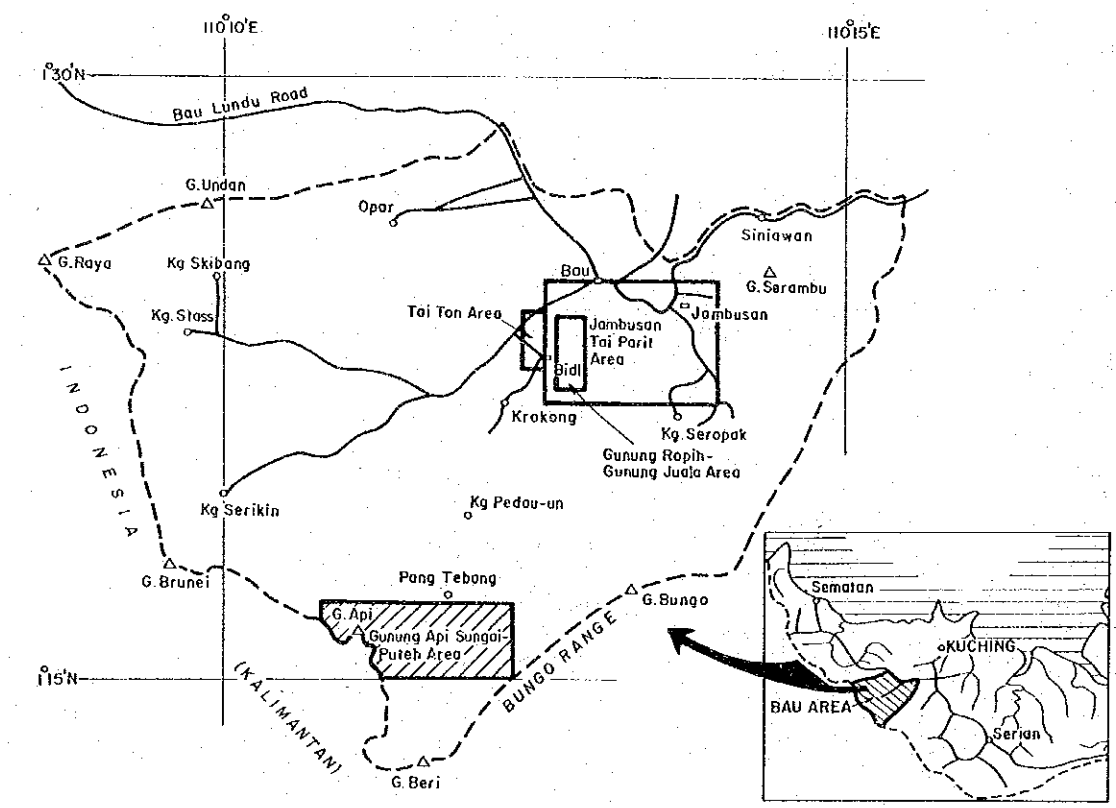 110°10'E
110°15'E
1°30'N
Bau Lundu Road
G.Undan
Opar
Siniawan
G.Raya
Kg Skibang
Bau
G.Serambu
Tai Ton Area
Jambusan
Kg. Stass
Jambusan
Tai Parit
Area
Bidi
INDONESIA
Krokong
Kg. Seropak
Gunung Ropih-
Gunung Juala Area
Kg Serikin
Kg Pedau-un
G.Brunei
Pang Tebang
G.Bungo
G.Api
Gunung Api Sungai-
Puteh Area
1°15'N
(KALIMANTAN)
BUNGO RANGE
G.Beri
Sematan
KUCHING
BAU AREA
Serian